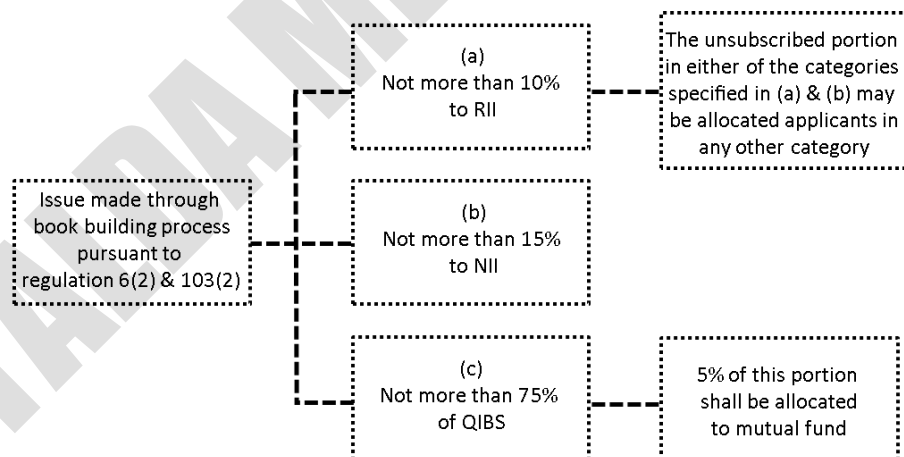 Issue made through
book building process
pursuant to
regulation 6(2) & 103(2)
(a)
Not more than 10%
to RII
The unsubscribed portion
in either of the categories
specified in (a) & (b) may
be allocated applicants in
any other category
(b)
Not more than 15%
to NII
(c)
Not more than 75%
of QIBS
5% of this portion
shall be allocated
to mutual fund